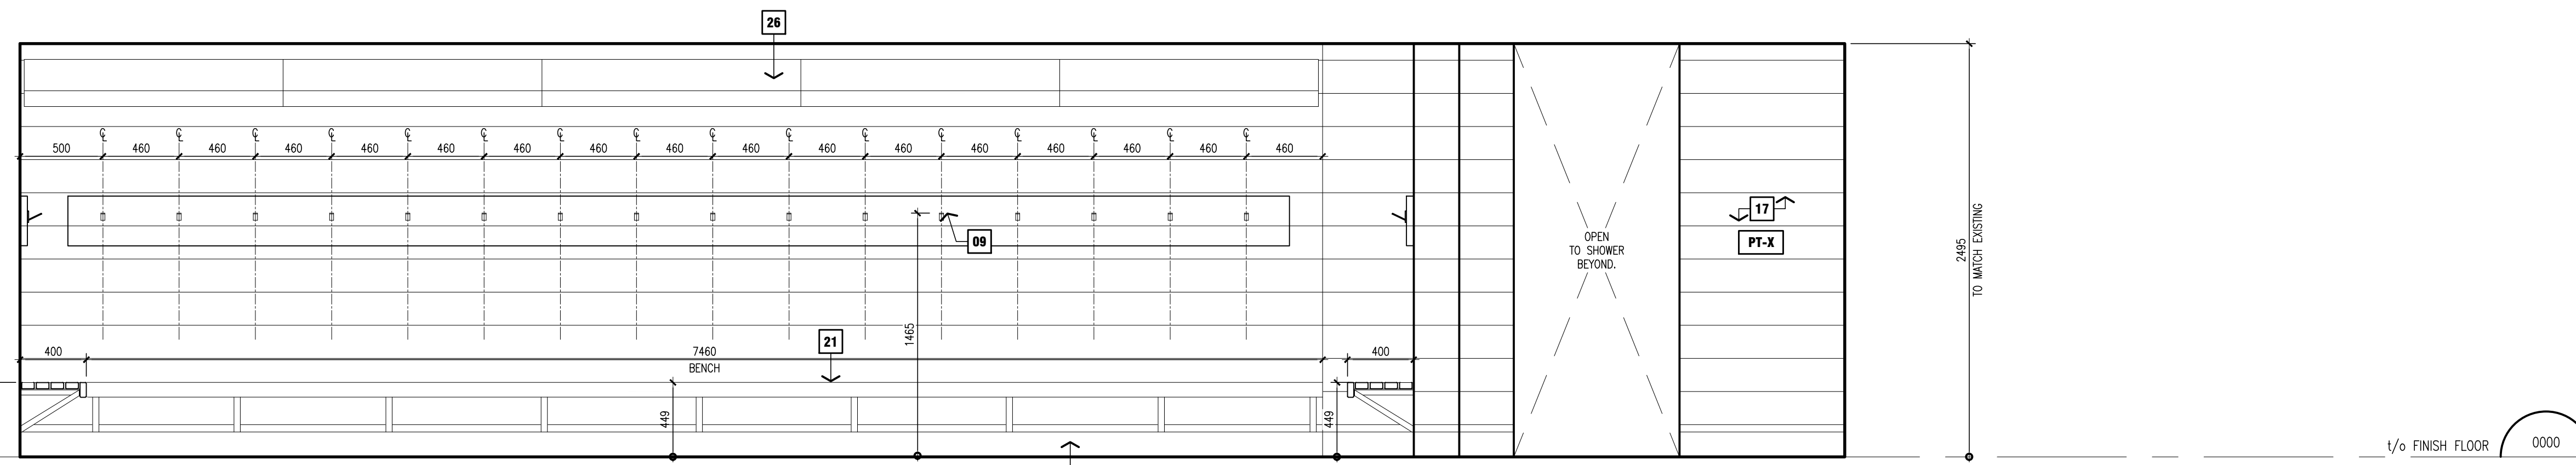 26
℄ ℄ ℄ ℄ ℄ ℄ ℄ ℄ ℄ ℄ ℄ ℄ ℄ ℄ ℄ ℄
500 460 460 460 460 460 460 460 460 460 460 460 460 460 460 460 460
09
17
PT-X
OPEN
TO SHOWER
BEYOND.
2495
TO MATCH EXISTING
1465
21
400
7460
BENCH
400
449
449
t/o FINISH FLOOR
0000